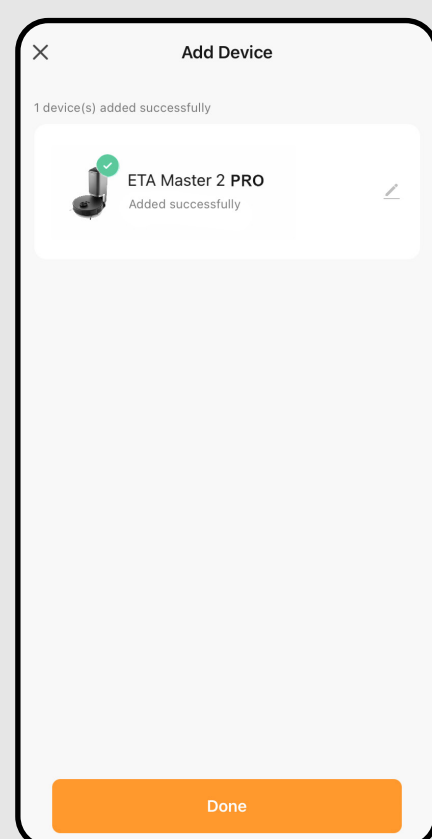 Add Device
1 device(s) added successfully
ETA Master 2 PRO
Added successfully
Done